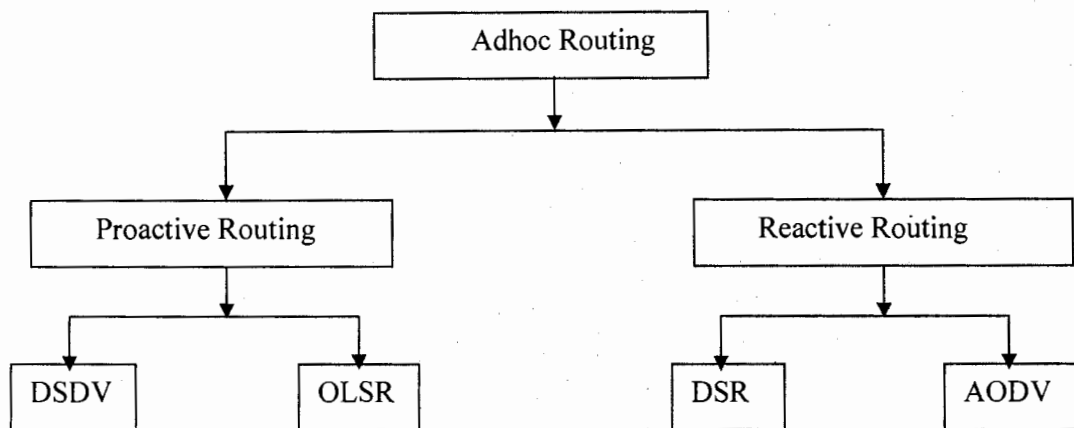 Adhoc Routing
Proactive Routing
Reactive Routing
DSDV
OLSR
DSR
AODV